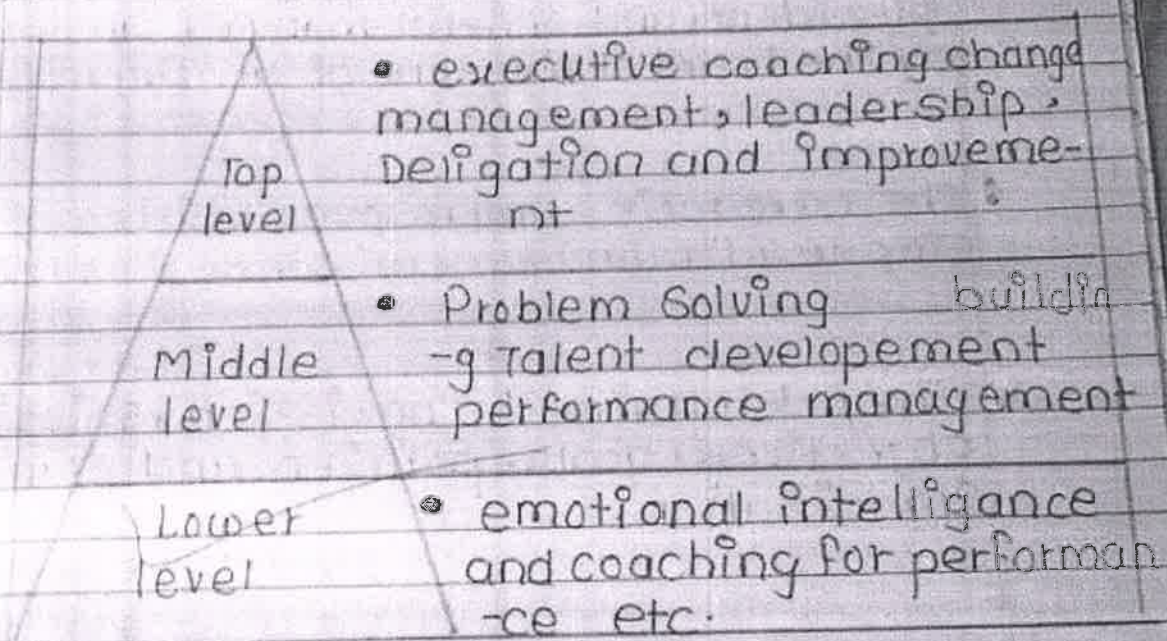 • executive coaching change
management, leadership,
Top Deligation and improveme-
level nt
• Problem Solving buildin
Middle -g Talent developement
level performance management
Lower • emotional intelligance
level and coaching for performan
-ce etc.